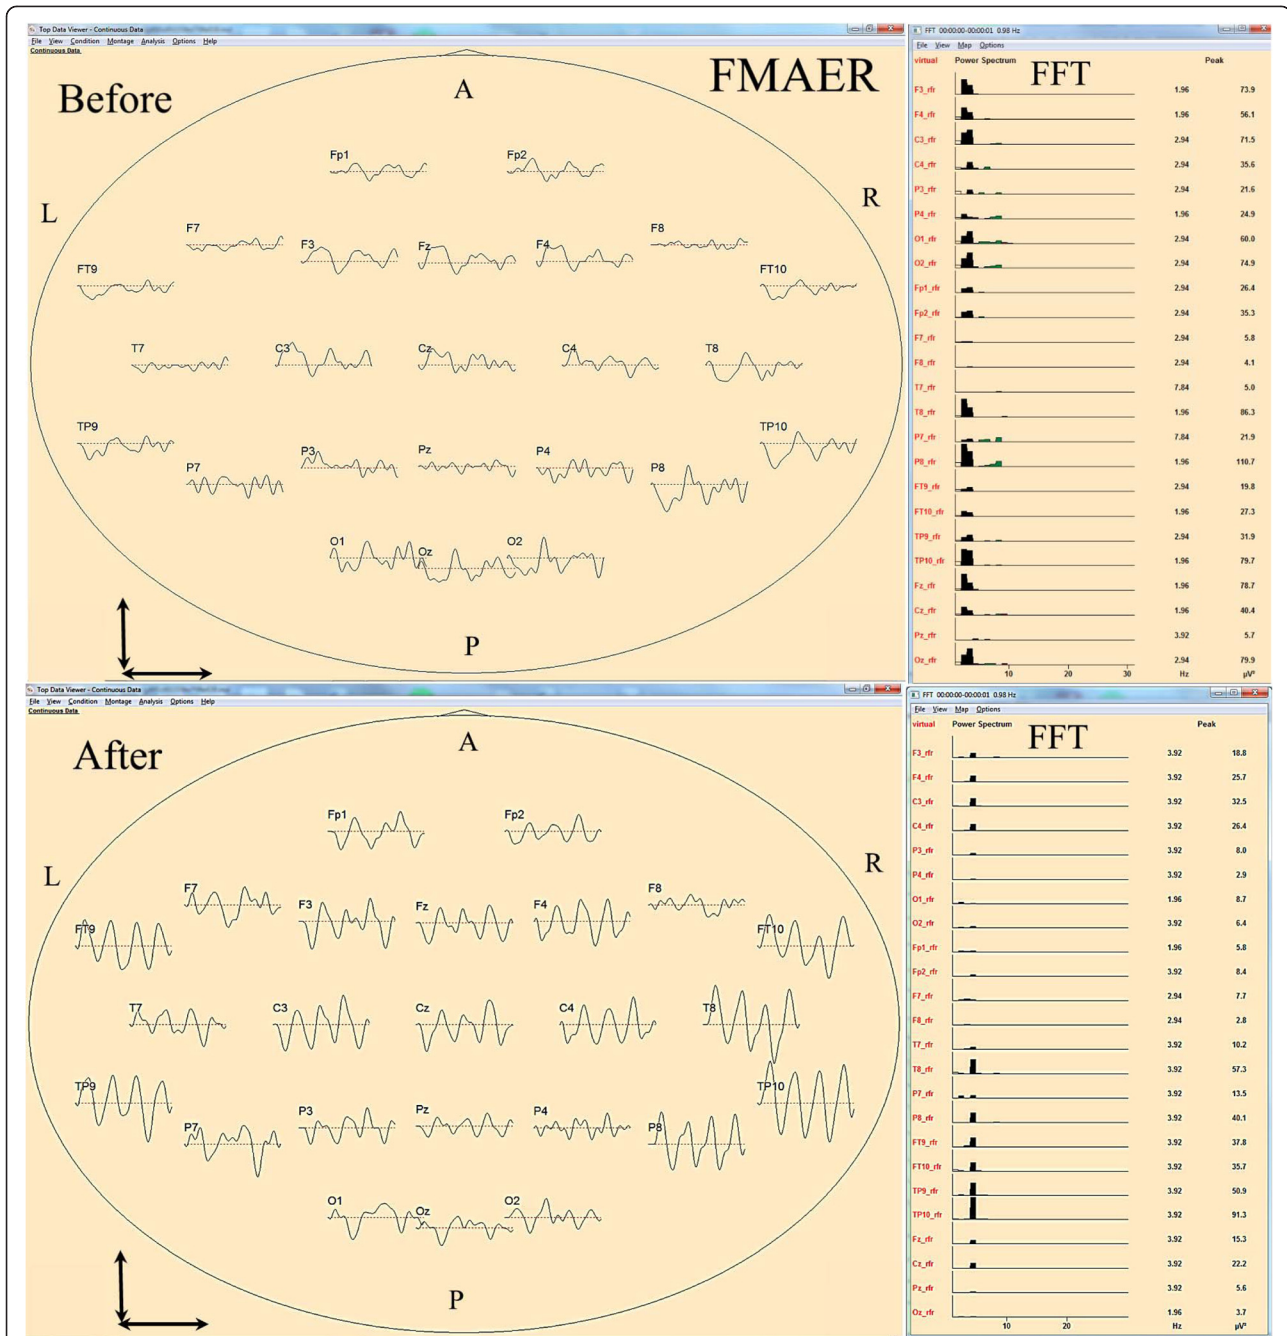 Top Data Viewer - Continuous Data
File View Condition Montage Analysis Options Help
Continuous Data
Before
FMAER
A
Fp1 Fp2
L R
F7 F3 Fz F4 F8
FT9 FT10
T7 C3 Cz C4 T8
TP9 TP10
P7 P3 Pz P4 P8
O1 Oz O2
P
FFT 00:00:00-00:00:01 0.98 Hz
File View Map Options
virtual Power Spectrum FFT Peak
F3_rfr 1.96 73.9
F4_rfr 1.96 56.1
C3_rfr 2.94 71.5
C4_rfr 2.94 35.6
P3_rfr 2.94 21.6
P4_rfr 1.96 24.9
O1_rfr 2.94 60.0
O2_rfr 2.94 74.9
Fp1_rfr 2.94 26.4
Fp2_rfr 2.94 35.3
F7_rfr 2.94 5.8
F8_rfr 2.94 4.1
T7_rfr 7.84 5.0
T8_rfr 1.96 86.3
P7_rfr 7.84 21.9
P8_rfr 1.96 110.7
FT9_rfr 2.94 19.8
FT10_rfr 1.96 27.3
TP9_rfr 2.94 31.9
TP10_rfr 1.96 79.7
Fz_rfr 1.96 78.7
Cz_rfr 1.96 40.4
Pz_rfr 3.92 5.7
Oz_rfr 2.94 79.9
10 20 30 Hz µV²
Top Data Viewer - Continuous Data
File View Condition Montage Analysis Options Help
Continuous Data
After
A
Fp1 Fp2
L R
F7 F3 Fz F4 F8
FT9 FT10
T7 C3 Cz C4 T8
TP9 TP10
P7 P3 Pz P4 P8
O1 Oz O2
P
FFT 00:00:00-00:00:01 0.98 Hz
File View Map Options
virtual Power Spectrum FFT Peak
F3_rfr 3.92 18.8
F4_rfr 3.92 25.7
C3_rfr 3.92 32.5
C4_rfr 3.92 26.4
P3_rfr 3.92 8.0
P4_rfr 3.92 2.9
O1_rfr 1.96 8.7
O2_rfr 3.92 6.4
Fp1_rfr 1.96 5.8
Fp2_rfr 3.92 8.4
F7_rfr 2.94 7.7
F8_rfr 2.94 2.8
T7_rfr 3.92 10.2
T8_rfr 3.92 57.3
P7_rfr 3.92 13.5
P8_rfr 3.92 40.1
FT9_rfr 3.92 37.8
FT10_rfr 3.92 35.7
TP9_rfr 3.92 50.9
TP10_rfr 3.92 91.3
Fz_rfr 3.92 15.3
Cz_rfr 3.92 22.2
Pz_rfr 3.92 5.6
Oz_rfr 1.96 3.7
10 20 Hz µV²